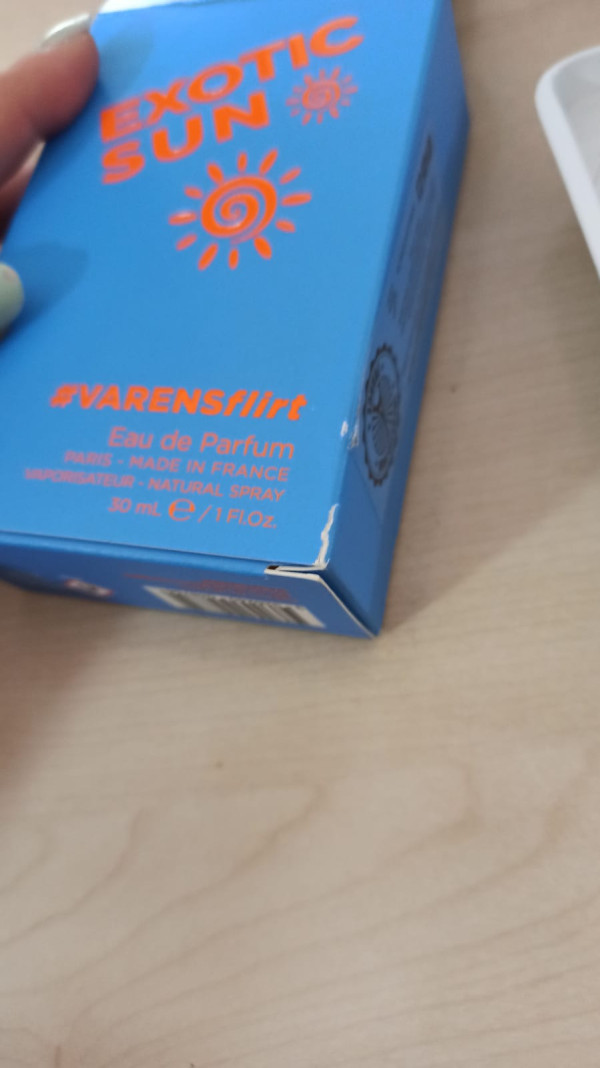 EXOTIC
SUN
#VARENSflirt
Eau de Parfum
PARIS - MADE IN FRANCE
VAPORISATEUR - NATURAL SPRAY
30 mL e / 1 Fl.Oz.